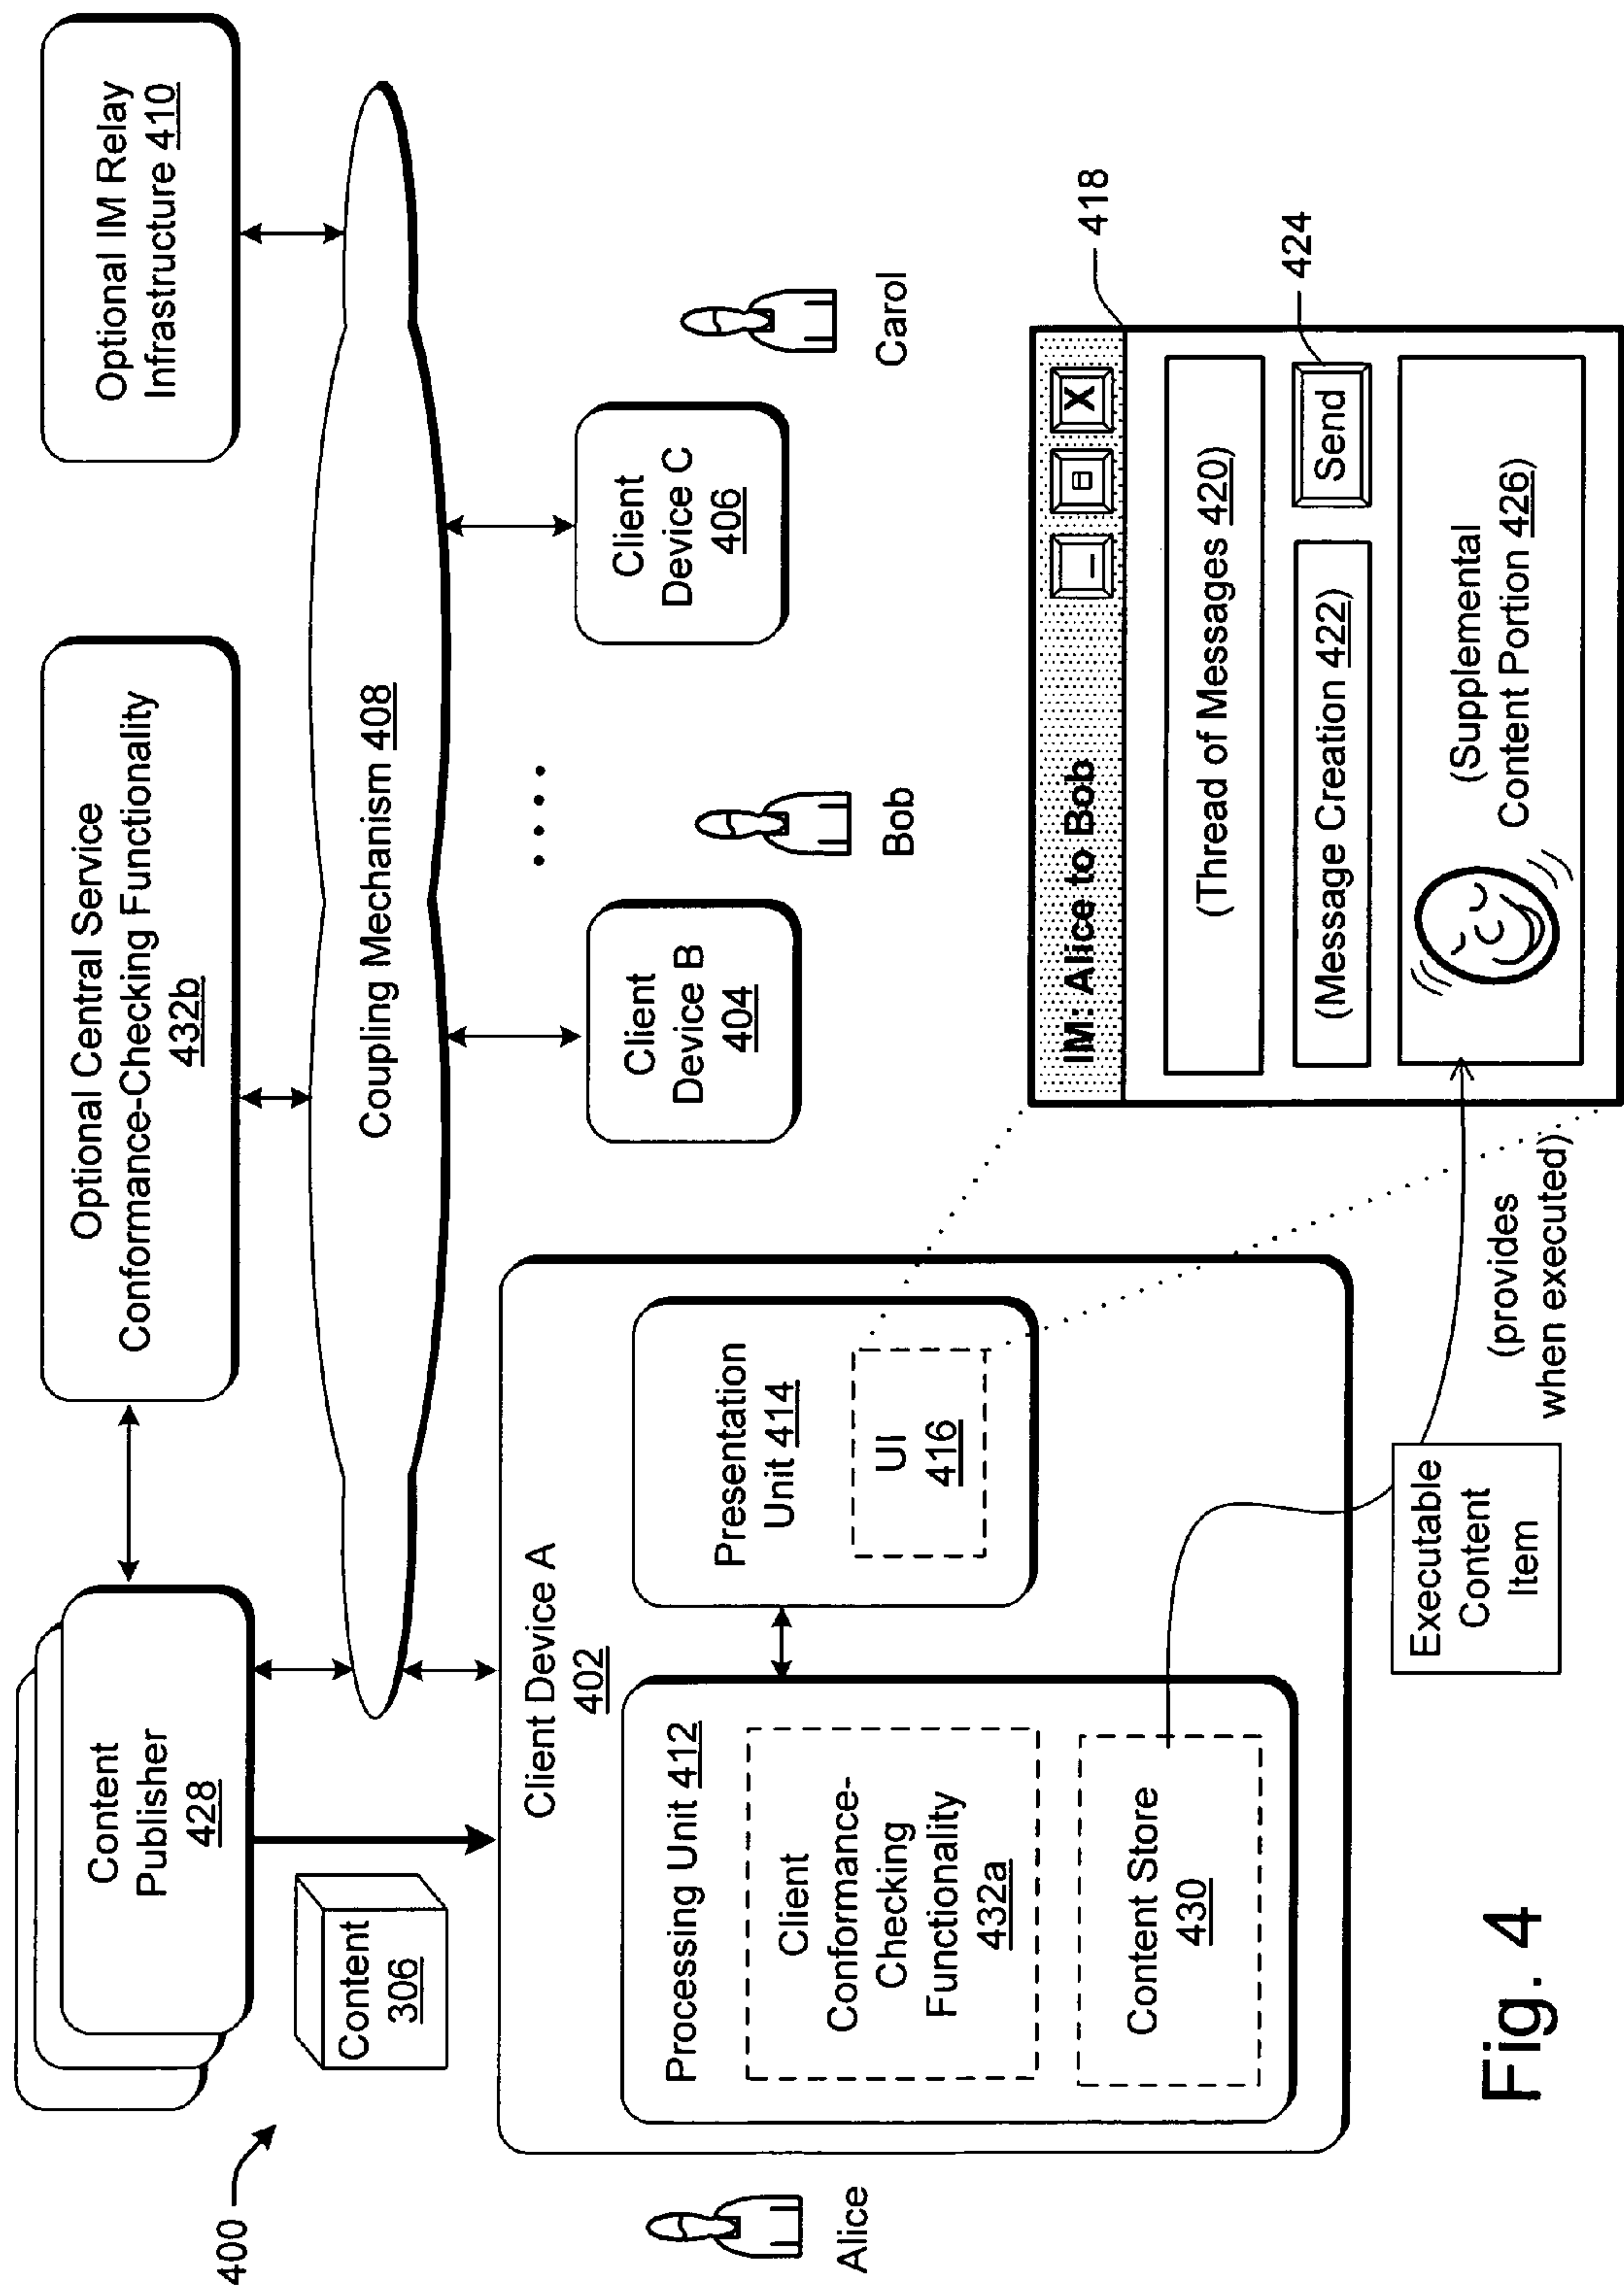 400
Content
Publisher
428
Optional Central Service
Conformance-Checking Functionality
432b
Optional IM Relay
Infrastructure 410
Content
306
Coupling Mechanism 408
Client Device A
402
Processing Unit 412
Client
Conformance-
Checking
Functionality
432a
Content Store
430
Presentation
Unit 414
UI
416
Alice
Client
Device B
404
Bob
Client
Device C
406
Carol
Executable
Content
Item
(provides
when executed)
IM: Alice to Bob
X
418
(Thread of Messages 420)
(Message Creation 422)
Send
424
(Supplemental
Content Portion 426)
Fig. 4